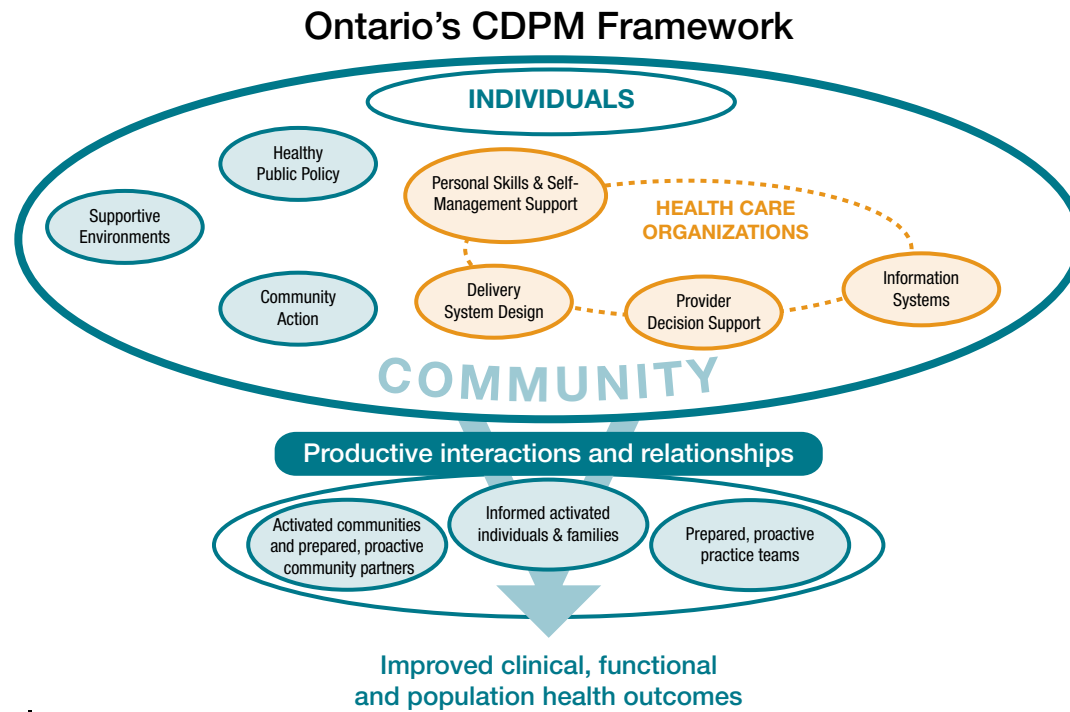 Ontario’s CDPM Framework
INDIVIDUALS
Healthy
Public Policy
Supportive
Environments
Community
Action
Personal Skills & Self-
Management Support
HEALTH CARE
ORGANIZATIONS
Delivery
System Design
Provider
Decision Support
Information
Systems
COMMUNITY
Productive interactions and relationships
Activated communities
and prepared, proactive
community partners
Informed activated
individuals & families
Prepared, proactive
practice teams
Improved clinical, functional
and population health outcomes